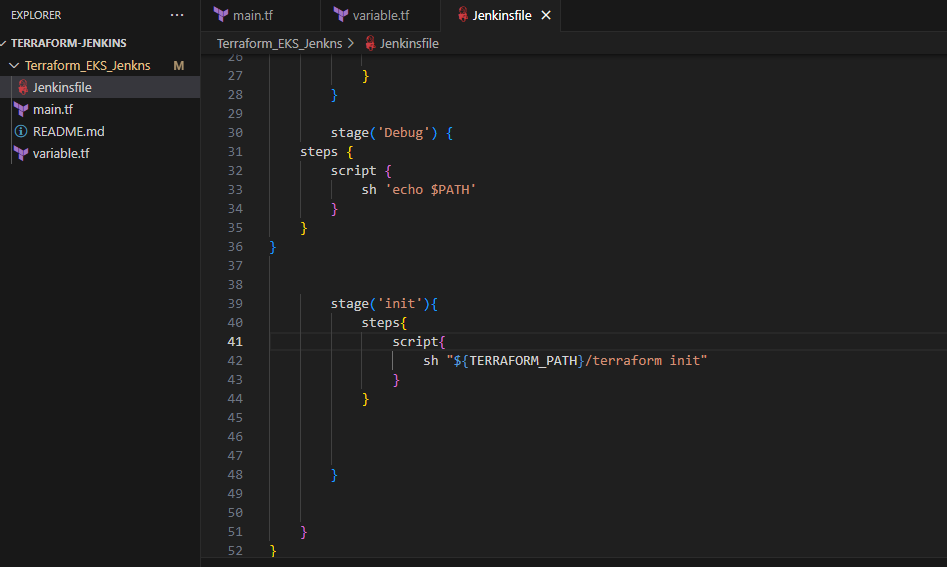 EXPLORER
···
main.tf
variable.tf
Jenkinsfile
TERRAFORM-JENKINS
Terraform_EKS_Jenkns M
Jenkinsfile
main.tf
README.md
variable.tf
Terraform_EKS_Jenkns > Jenkinsfile
26
27 }
28 }
29
30 stage('Debug') {
31 steps {
32 script {
33 sh 'echo $PATH'
34 }
35 }
36 }
37
38
39 stage('init'){
40 steps{
41 script{
42 sh "${TERRAFORM_PATH}/terraform init"
43 }
44 }
45
46
47
48 }
49
50
51 }
52 }